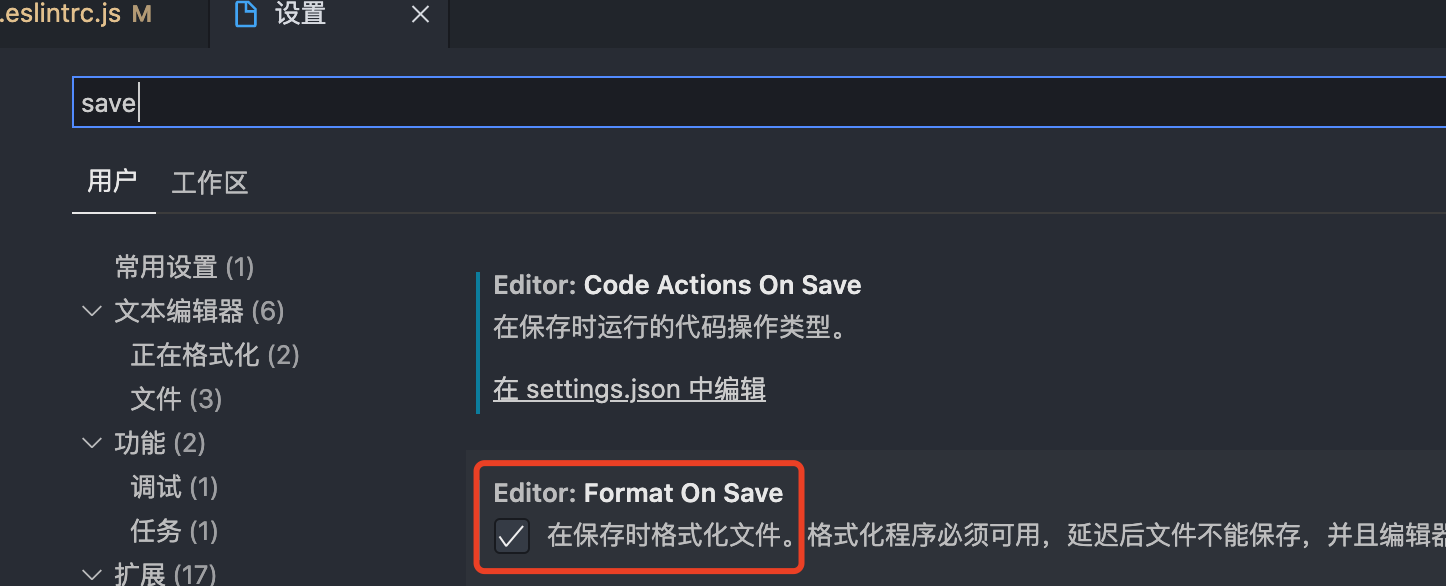 .eslintrc.js M
设置
save
用户 工作区
常用设置 (1)
文本编辑器 (6)
正在格式化 (2)
文件 (3)
功能 (2)
调试 (1)
任务 (1)
扩展 (17)
Editor: Code Actions On Save
在保存时运行的代码操作类型。
在 settings.json 中编辑
Editor: Format On Save
在保存时格式化文件。格式化程序必须可用，延迟后文件不能保存，并且编辑器